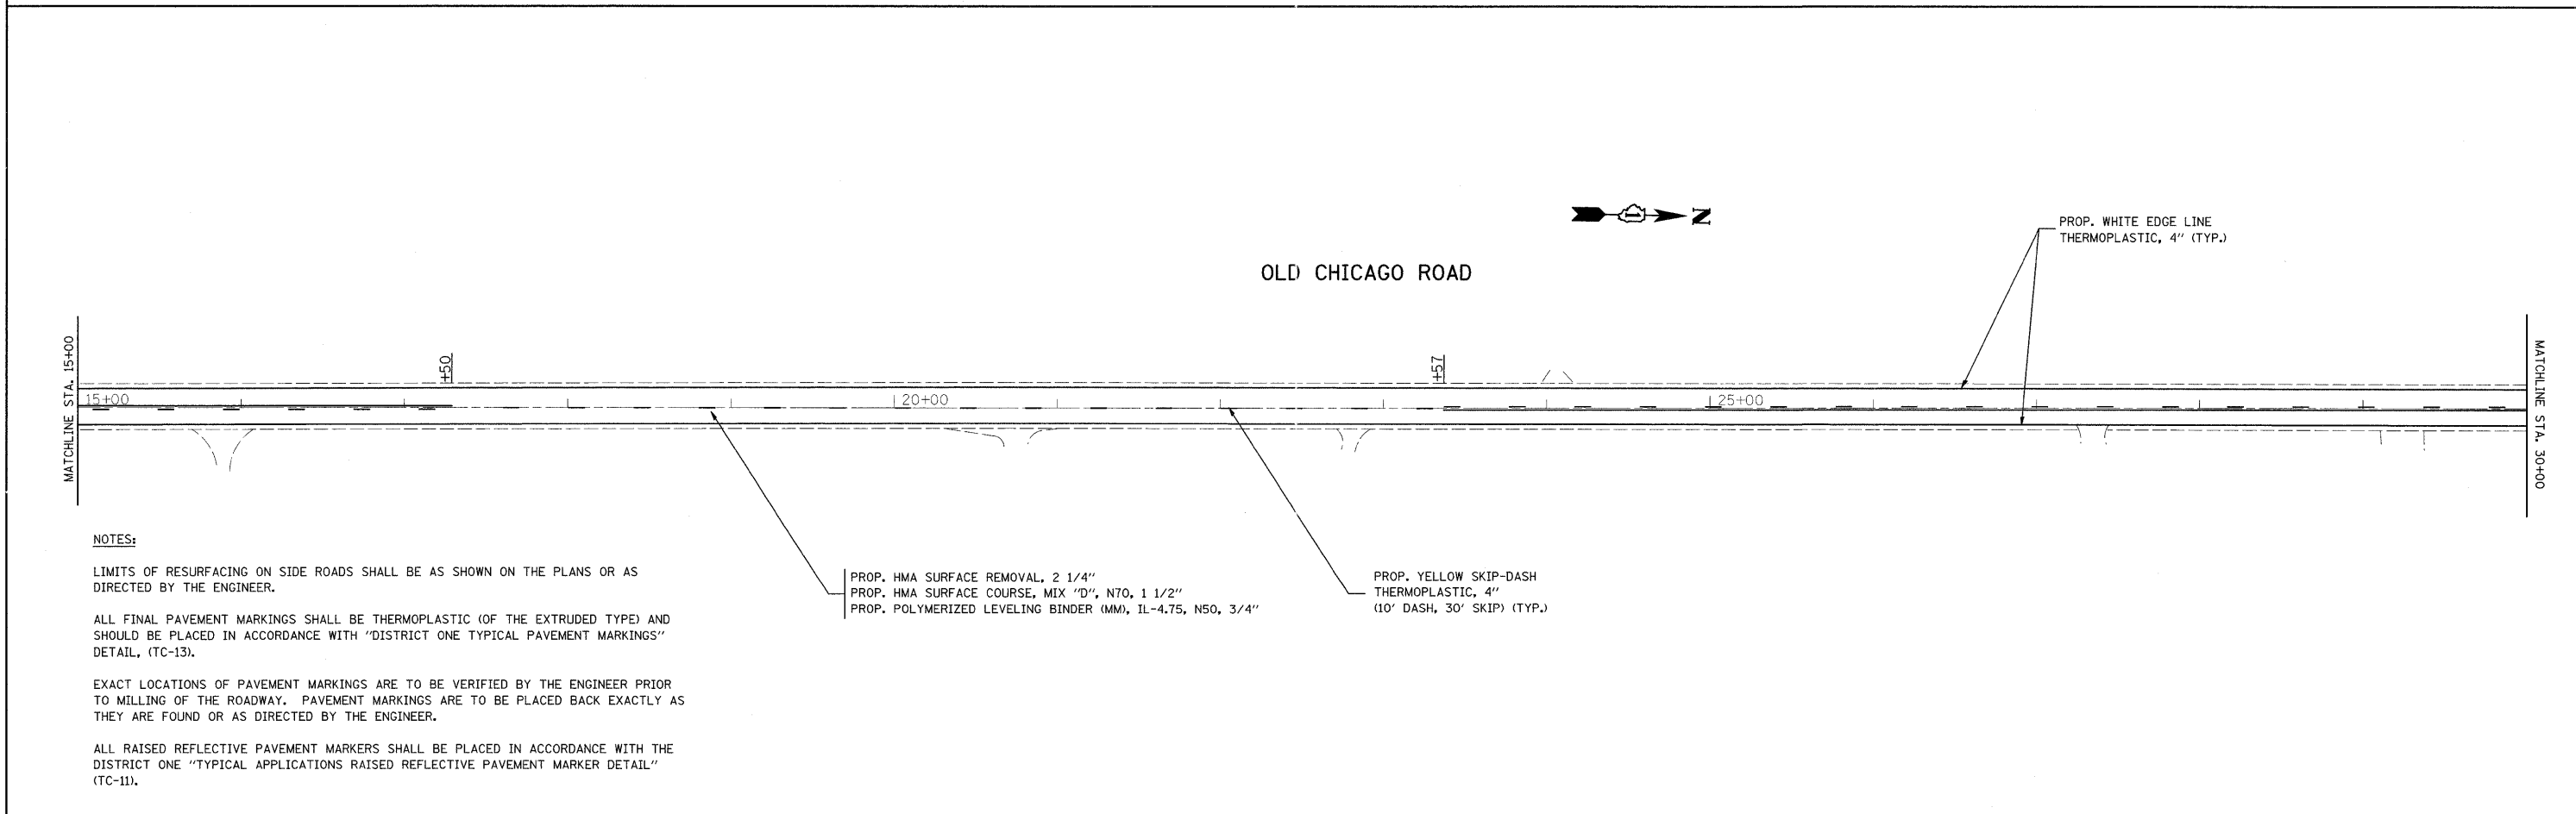 N
PROP. WHITE EDGE LINE
THERMOPLASTIC, 4" (TYP.)
OLD CHICAGO ROAD
MATCHLINE STA. 15+00
+50
+57
MATCHLINE STA. 30+00
15+00
20+00
25+00
NOTES:
LIMITS OF RESURFACING ON SIDE ROADS SHALL BE AS SHOWN ON THE PLANS OR AS
DIRECTED BY THE ENGINEER.
ALL FINAL PAVEMENT MARKINGS SHALL BE THERMOPLASTIC (OF THE EXTRUDED TYPE) AND
SHOULD BE PLACED IN ACCORDANCE WITH "DISTRICT ONE TYPICAL PAVEMENT MARKINGS"
DETAIL, (TC-13).
EXACT LOCATIONS OF PAVEMENT MARKINGS ARE TO BE VERIFIED BY THE ENGINEER PRIOR
TO MILLING OF THE ROADWAY. PAVEMENT MARKINGS ARE TO BE PLACED BACK EXACTLY AS
THEY ARE FOUND OR AS DIRECTED BY THE ENGINEER.
ALL RAISED REFLECTIVE PAVEMENT MARKERS SHALL BE PLACED IN ACCORDANCE WITH THE
DISTRICT ONE "TYPICAL APPLICATIONS RAISED REFLECTIVE PAVEMENT MARKER DETAIL"
(TC-11).
PROP. HMA SURFACE REMOVAL, 2 1/4"
PROP. HMA SURFACE COURSE, MIX "D", N70, 1 1/2"
PROP. POLYMERIZED LEVELING BINDER (MM), IL-4.75, N50, 3/4"
PROP. YELLOW SKIP-DASH
THERMOPLASTIC, 4"
(10' DASH, 30' SKIP) (TYP.)